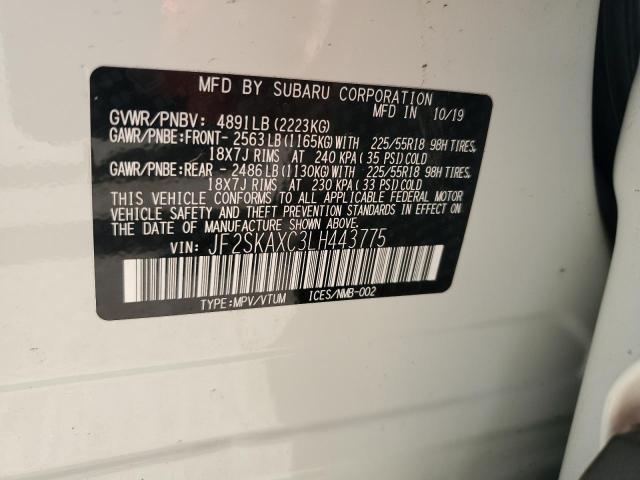 MFD BY SUBARU CORPORATION
MFD IN 10/19
GVWR/PNBV: 4891LB(2223KG)
GAWR/PNBE:FRONT- 2563LB(1165KG)WITH 225/55R18 98H TIRES,
18X7J RIMS AT 240 KPA(35 PSI)COLD
GAWR/PNBE:REAR - 2486LB(1130KG)WITH 225/55R18 98H TIRES,
18X7J RIMS AT 230 KPA(33 PSI)COLD
THIS VEHICLE CONFORMS TO ALL APPLICABLE FEDERAL MOTOR
VEHICLE SAFETY AND THEFT PREVENTION STANDARDS IN EFFECT ON
THE DATE OF MANUFACTURE SHOWN ABOVE.
VIN: JF2SKAXC3LH443775
TYPE:MPV/VTUM ICES/NMB-002